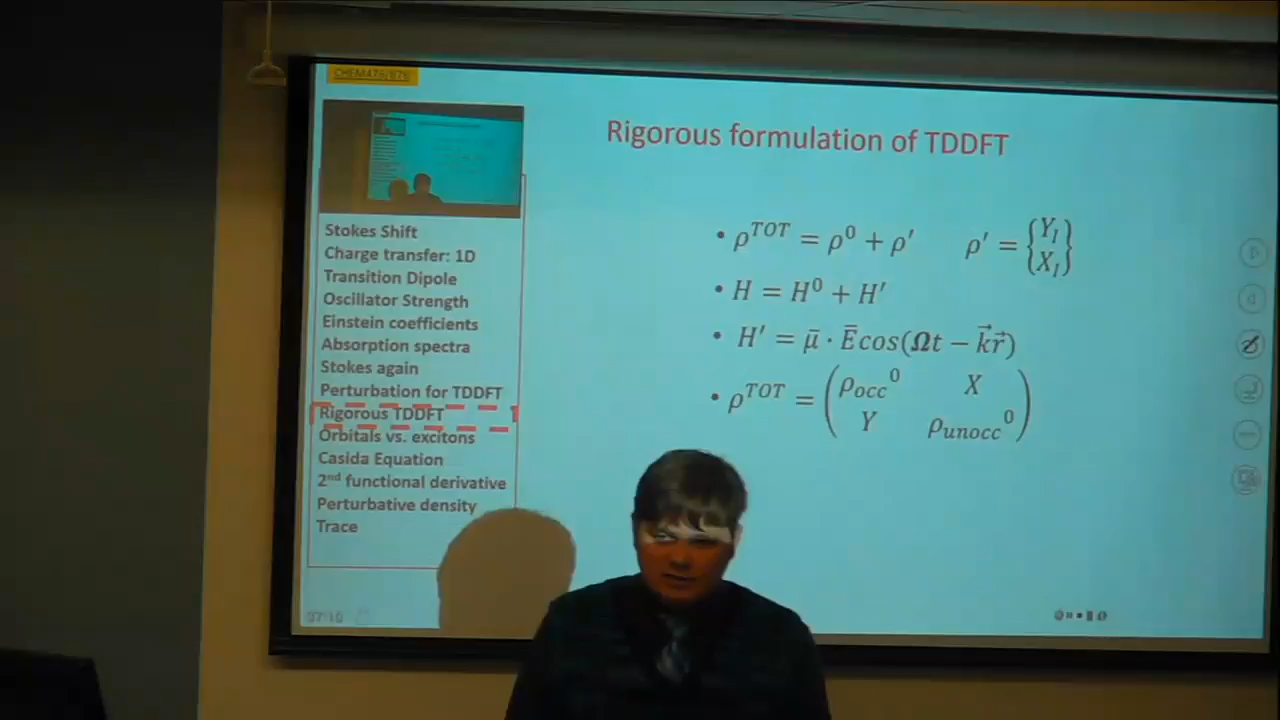 CHEM476/676
Rigorous formulation of TDDFT
Stokes Shift
Charge transfer: 1D
Transition Dipole
Oscillator Strength
Einstein coefficients
Absorption spectra
Stokes again
Perturbation for TDDFT
Rigorous TDDFT
Orbitals vs. excitons
Casida Equation
2nd functional derivative
Perturbative density
Trace
• ρ^TOT = ρ^0 + ρ′ ρ′ = {Y_I X_I}
• H = H^0 + H′
• H′ = μ̄ · Ē cos(Ωt − k⃗r⃗)
• ρ^TOT = (ρ_occ^0 X
Y ρ_unocc^0)